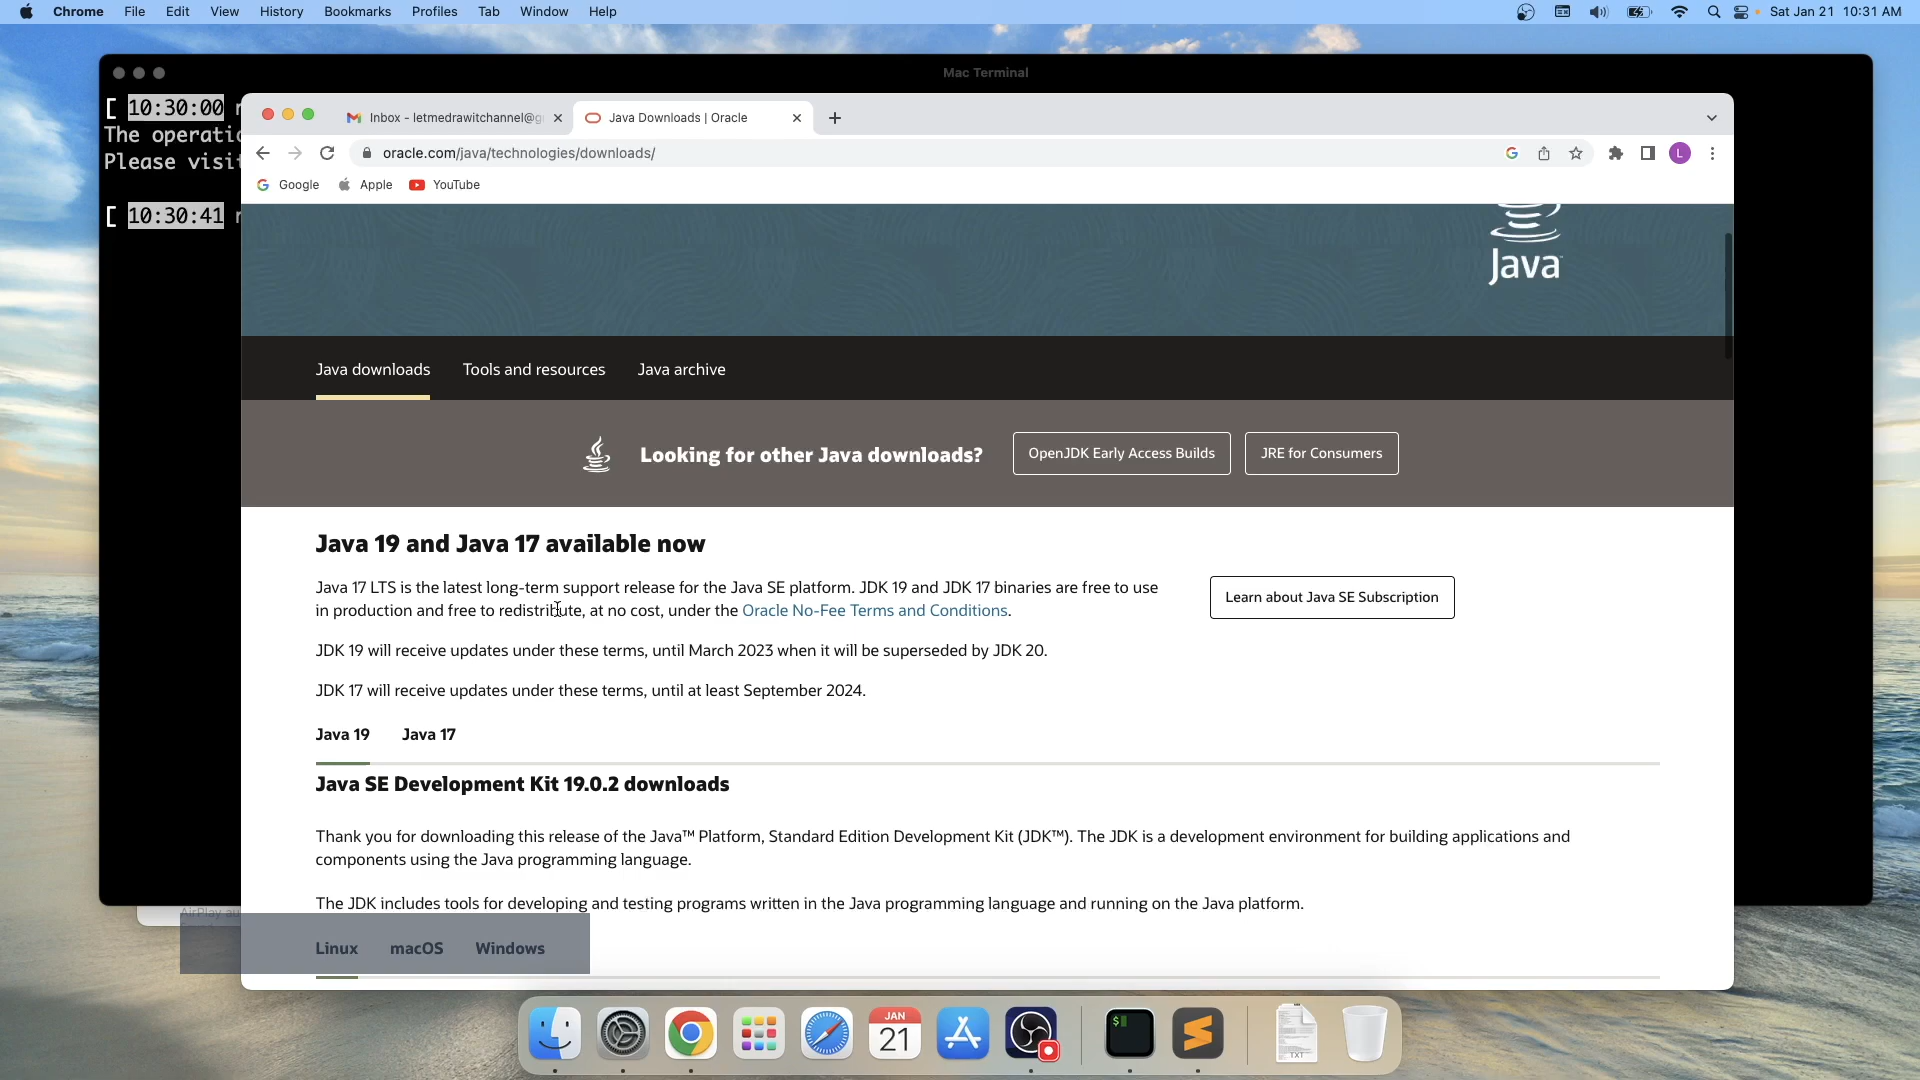 Chrome File Edit View History Bookmarks Profiles Tab Window Help Sat Jan 21 10:31 AM
Mac Terminal
[ 10:30:00
The operatio
Please visit
[ 10:30:41
Inbox - letmedrawitchannel@g
Java Downloads | Oracle
oracle.com/java/technologies/downloads/
L
Google Apple YouTube
Java
Java downloads Tools and resources Java archive
Looking for other Java downloads? OpenJDK Early Access Builds JRE for Consumers
Java 19 and Java 17 available now
Java 17 LTS is the latest long-term support release for the Java SE platform. JDK 19 and JDK 17 binaries are free to use
in production and free to redistribute, at no cost, under the Oracle No-Fee Terms and Conditions.
Learn about Java SE Subscription
JDK 19 will receive updates under these terms, until March 2023 when it will be superseded by JDK 20.
JDK 17 will receive updates under these terms, until at least September 2024.
Java 19 Java 17
Java SE Development Kit 19.0.2 downloads
Thank you for downloading this release of the Java™ Platform, Standard Edition Development Kit (JDK™). The JDK is a development environment for building applications and
components using the Java programming language.
The JDK includes tools for developing and testing programs written in the Java programming language and running on the Java platform.
AirPlay au
Linux macOS Windows
JAN
21
$
TXT